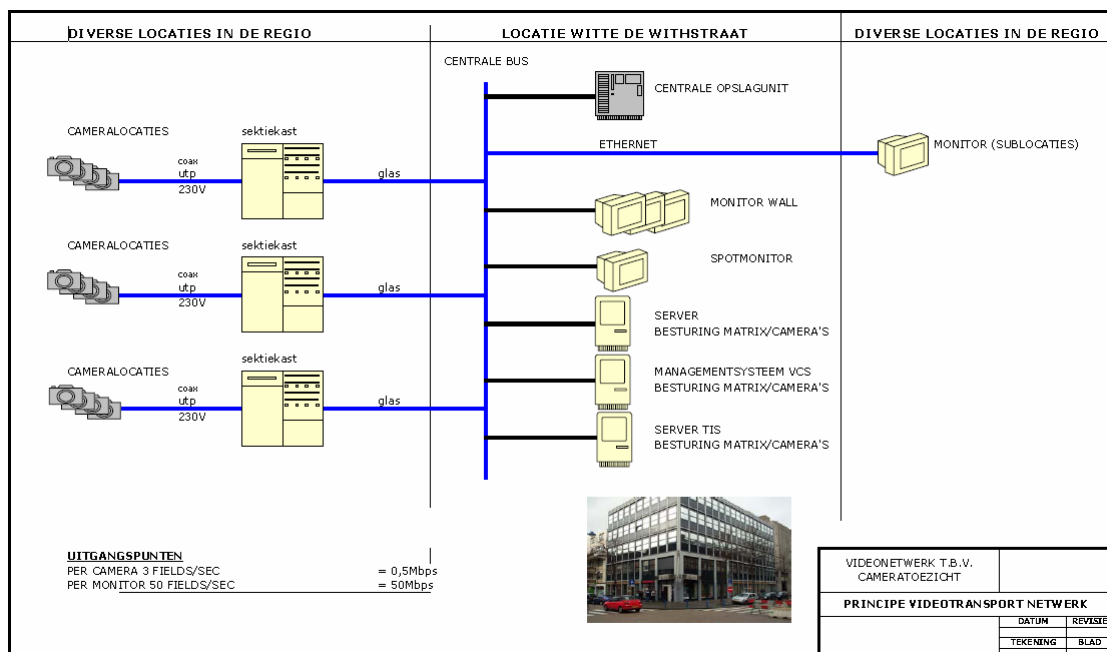 DIVERSE LOCATIES IN DE REGIO
LOCATIE WITTE DE WITHSTRAAT
DIVERSE LOCATIES IN DE REGIO
CENTRALE BUS
CENTRALE OPSLAGUNIT
ETHERNET
MONITOR (SUBLOCATIES)
CAMERALOCATIES
sektiekast
coax
utp
230V
glas
MONITOR WALL
CAMERALOCATIES
sektiekast
coax
utp
230V
glas
SPOTMONITOR
SERVER
BESTURING MATRIX/CAMERA'S
CAMERALOCATIES
sektiekast
coax
utp
230V
glas
MANAGEMENTSYSTEEM VCS
BESTURING MATRIX/CAMERA'S
SERVER TIS
BESTURING MATRIX/CAMERA'S
UITGANGSPUNTEN
PER CAMERA 3 FIELDS/SEC = 0,5Mbps
PER MONITOR 50 FIELDS/SEC = 50Mbps
VIDEONETWERK T.B.V.
CAMERATOEZICHT
PRINCIPE VIDEOTRANSPORT NETWERK
DATUM REVISIE
TEKENING BLAD